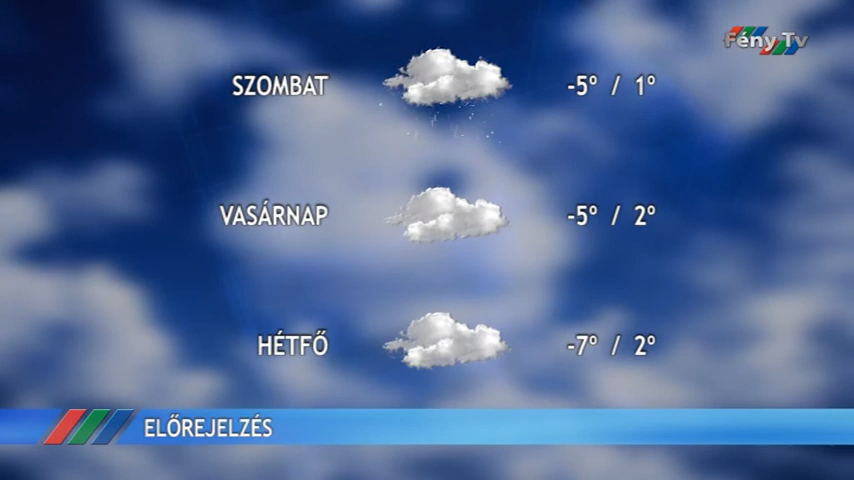 Fény Tv
SZOMBAT -5° / 1°
VASÁRNAP -5° / 2°
HÉTFŐ -7° / 2°
ELŐREJELZÉS